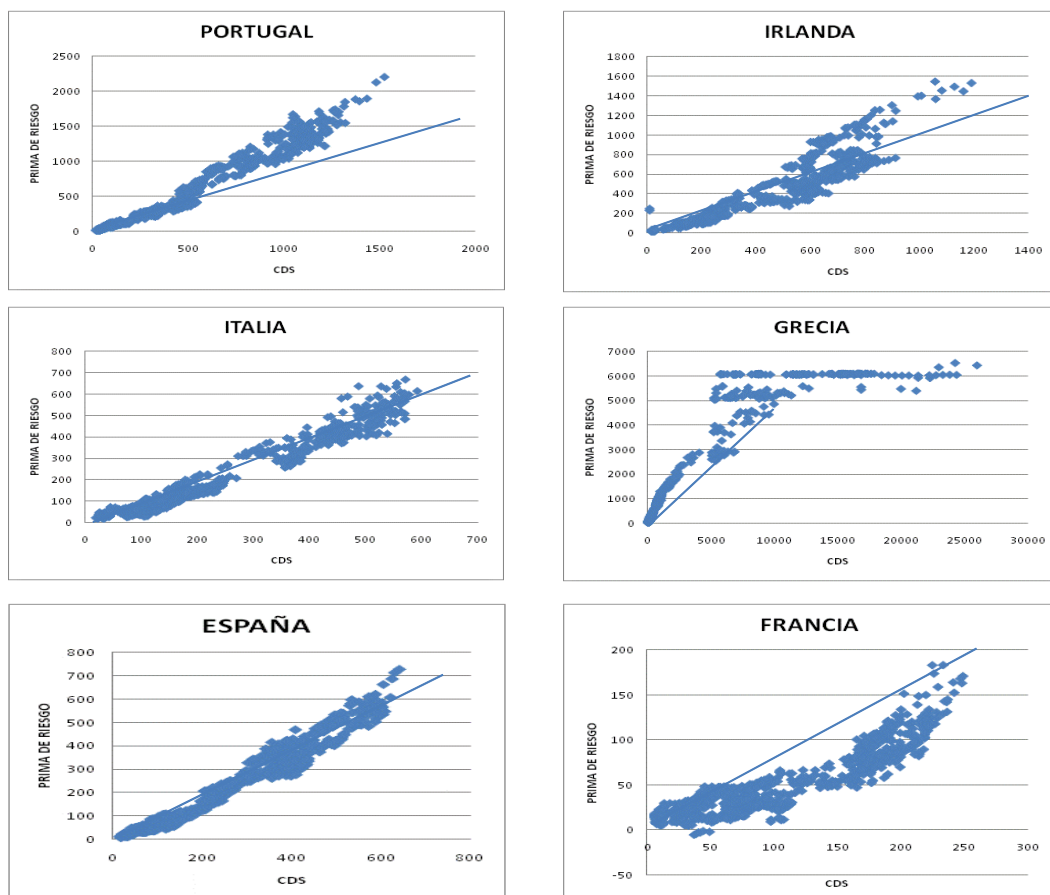 PORTUGAL
PRIMA DE RIESGO
2500
2000
1500
1000
500
0
0 500 1000 1500 2000
CDS
IRLANDA
PRIMA DE RIESGO
1800
1600
1400
1200
1000
800
600
400
200
0
0 200 400 600 800 1000 1200 1400
CDS
ITALIA
PRIMA DE RIESGO
800
700
600
500
400
300
200
100
0
0 100 200 300 400 500 600 700
CDS
GRECIA
PRIMA DE RIESGO
7000
6000
5000
4000
3000
2000
1000
0
0 5000 10000 15000 20000 25000 30000
CDS
ESPAÑA
PRIMA DE RIESGO
800
700
600
500
400
300
200
100
0
0 200 400 600 800
CDS
FRANCIA
PRIMA DE RIESGO
200
150
100
50
0
-50
0 50 100 150 200 250 300
CDS